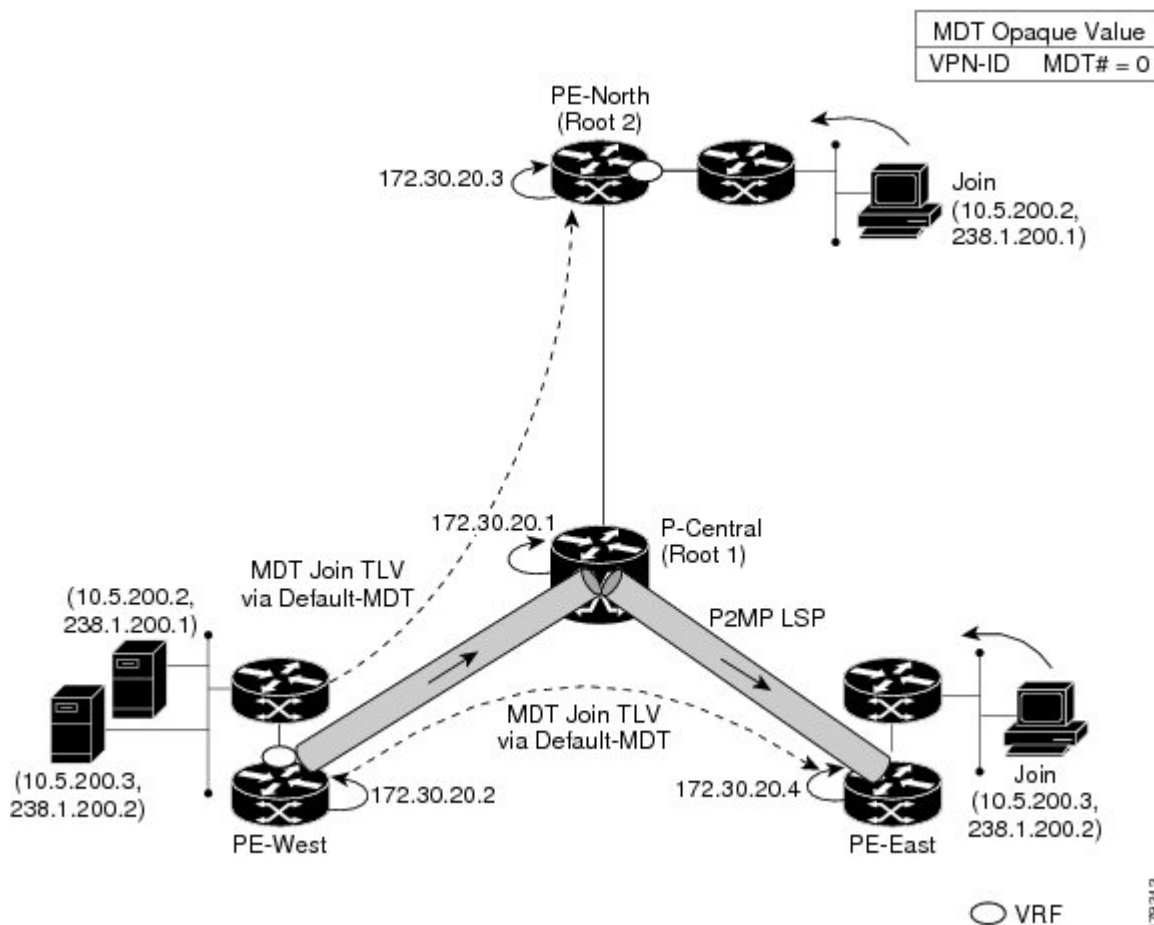 MDT Opaque Value
VPN-ID MDT# = 0
PE-North
(Root 2)
172.30.20.3
Join
(10.5.200.2,
238.1.200.1)
172.30.20.1
P-Central
(Root 1)
MDT Join TLV
via Default-MDT
(10.5.200.2,
238.1.200.1)
P2MP LSP
MDT Join TLV
via Default-MDT
(10.5.200.3,
238.1.200.2)
172.30.20.2
PE-West
172.30.20.4
PE-East
Join
(10.5.200.3,
238.1.200.2)
VRF